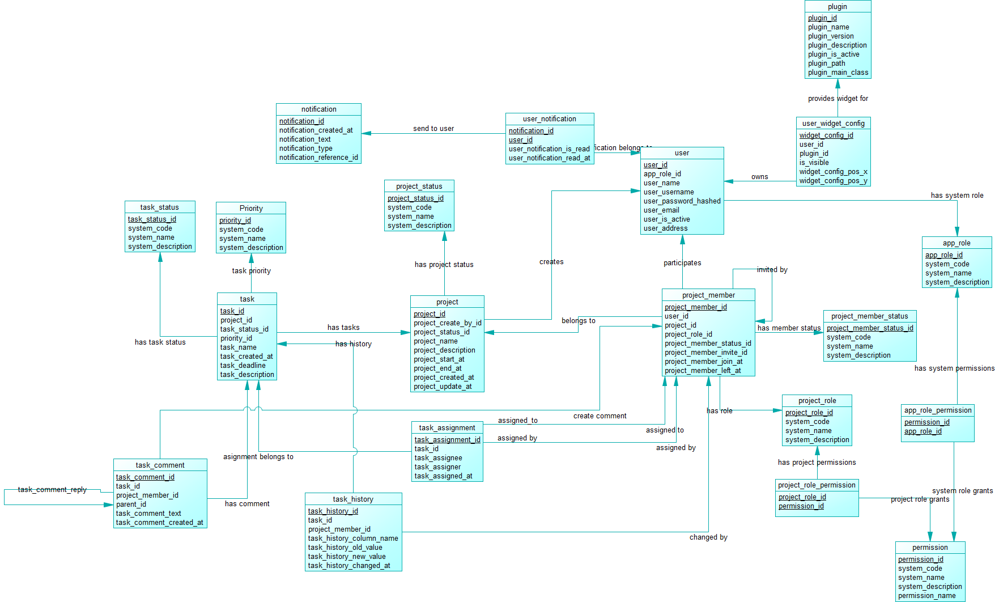 plugin
plugin_id
plugin_name
plugin_version
plugin_description
plugin_is_active
plugin_path
plugin_main_class
provides widget for
notification
notification_id
notification_created_at
notification_text
notification_type
notification_reference_id
send to user
user_notification
notification_id
user_id
user_notification_is_read
user_notification_read_at
fication belongs to
user
user_id
app_role_id
user_name
user_username
user_password_hashed
user_email
user_is_active
user_address
owns
user_widget_config
widget_config_id
user_id
plugin_id
is_visible
widget_config_pos_x
widget_config_pos_y
has system role
task_status
task_status_id
system_code
system_name
system_description
Priority
priority_id
system_code
system_name
system_description
project_status
project_status_id
system_code
system_name
system_description
app_role
app_role_id
system_code
system_name
system_description
task priority
has project status
creates
participates
invited by
task
task_id
project_id
task_status_id
priority_id
task_name
task_created_at
task_deadline
task_description
has task status
has tasks
has history
project
project_id
project_create_by_id
project_status_id
project_name
project_description
project_start_at
project_end_at
project_created_at
project_update_at
belongs to
project_member
project_member_id
user_id
project_id
project_role_id
project_member_status_id
project_member_invite_id
project_member_join_at
project_member_left_at
has member status
project_member_status
project_member_status_id
system_code
system_name
system_description
has system permissions
project_role
project_role_id
system_code
system_name
system_description
has role
app_role_permission
permission_id
app_role_id
create comment
assigned_to
assigned to
assigned by
assigned by
task_assignment
task_assignment_id
task_id
task_assignee
task_assigner
task_assigned_at
asignment belongs to
has project permissions
task_comment
task_comment_id
task_id
project_member_id
parent_id
task_comment_text
task_comment_created_at
task_comment_reply
has comment
task_history
task_history_id
task_id
project_member_id
task_history_column_name
task_history_old_value
task_history_new_value
task_history_changed_at
changed by
project_role_permission
project_role_id
permission_id
system role grants
project role grants
permission
permission_id
system_code
system_name
system_description
permission_name